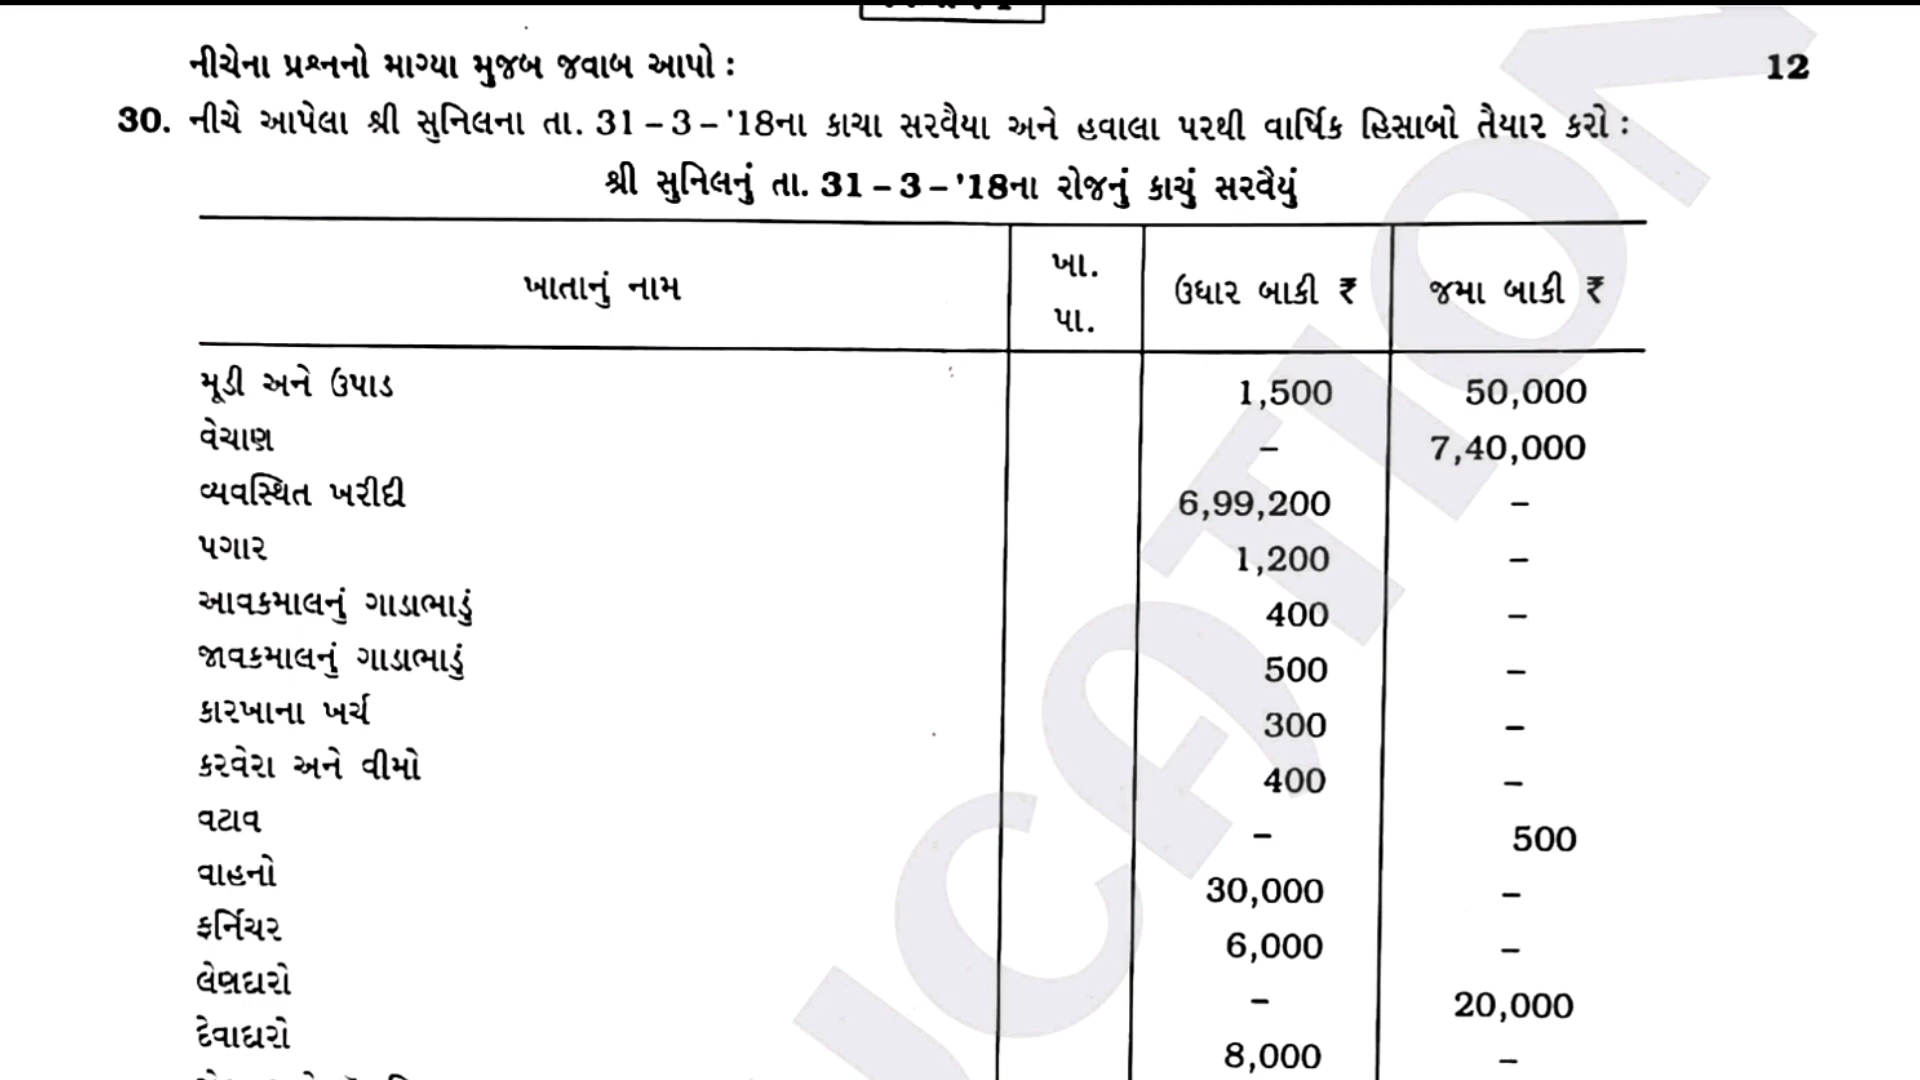 નીચેના પ્રશ્નનો માગ્યા મુજબ જવાબ આપો : 12
30. નીચે આપેલા શ્રી સુનિલના તા. 31 – 3 – '18ના કાચા સરવૈયા અને હવાલા પરથી વાર્ષિક હિસાબો તૈયાર કરો :
શ્રી સુનિલનું તા. 31 – 3 – '18ના રોજનું કાચું સરવૈયું
ખાતાનું નામ ખા. પા. ઉધાર બાકી ₹ જમા બાકી ₹
મૂડી અને ઉપાડ 1,500 50,000
વેચાણ – 7,40,000
વ્યવસ્થિત ખરીદી 6,99,200 –
પગાર 1,200 –
આવકમાલનું ગાડાભાડું 400 –
જાવકમાલનું ગાડાભાડું 500 –
કારખાના ખર્ચ 300 –
કરવેરા અને વીમો 400 –
વટાવ – 500
વાહનો 30,000 –
ફર્નિચર 6,000 –
લેણદારો – 20,000
દેવાદારો 8,000 –